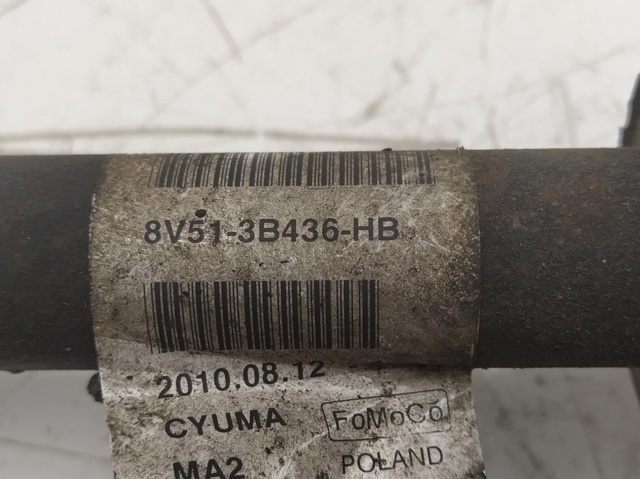 8V51-3B436-HB
2010.08.12
CYUMA FoMoCo
MA2 POLAND